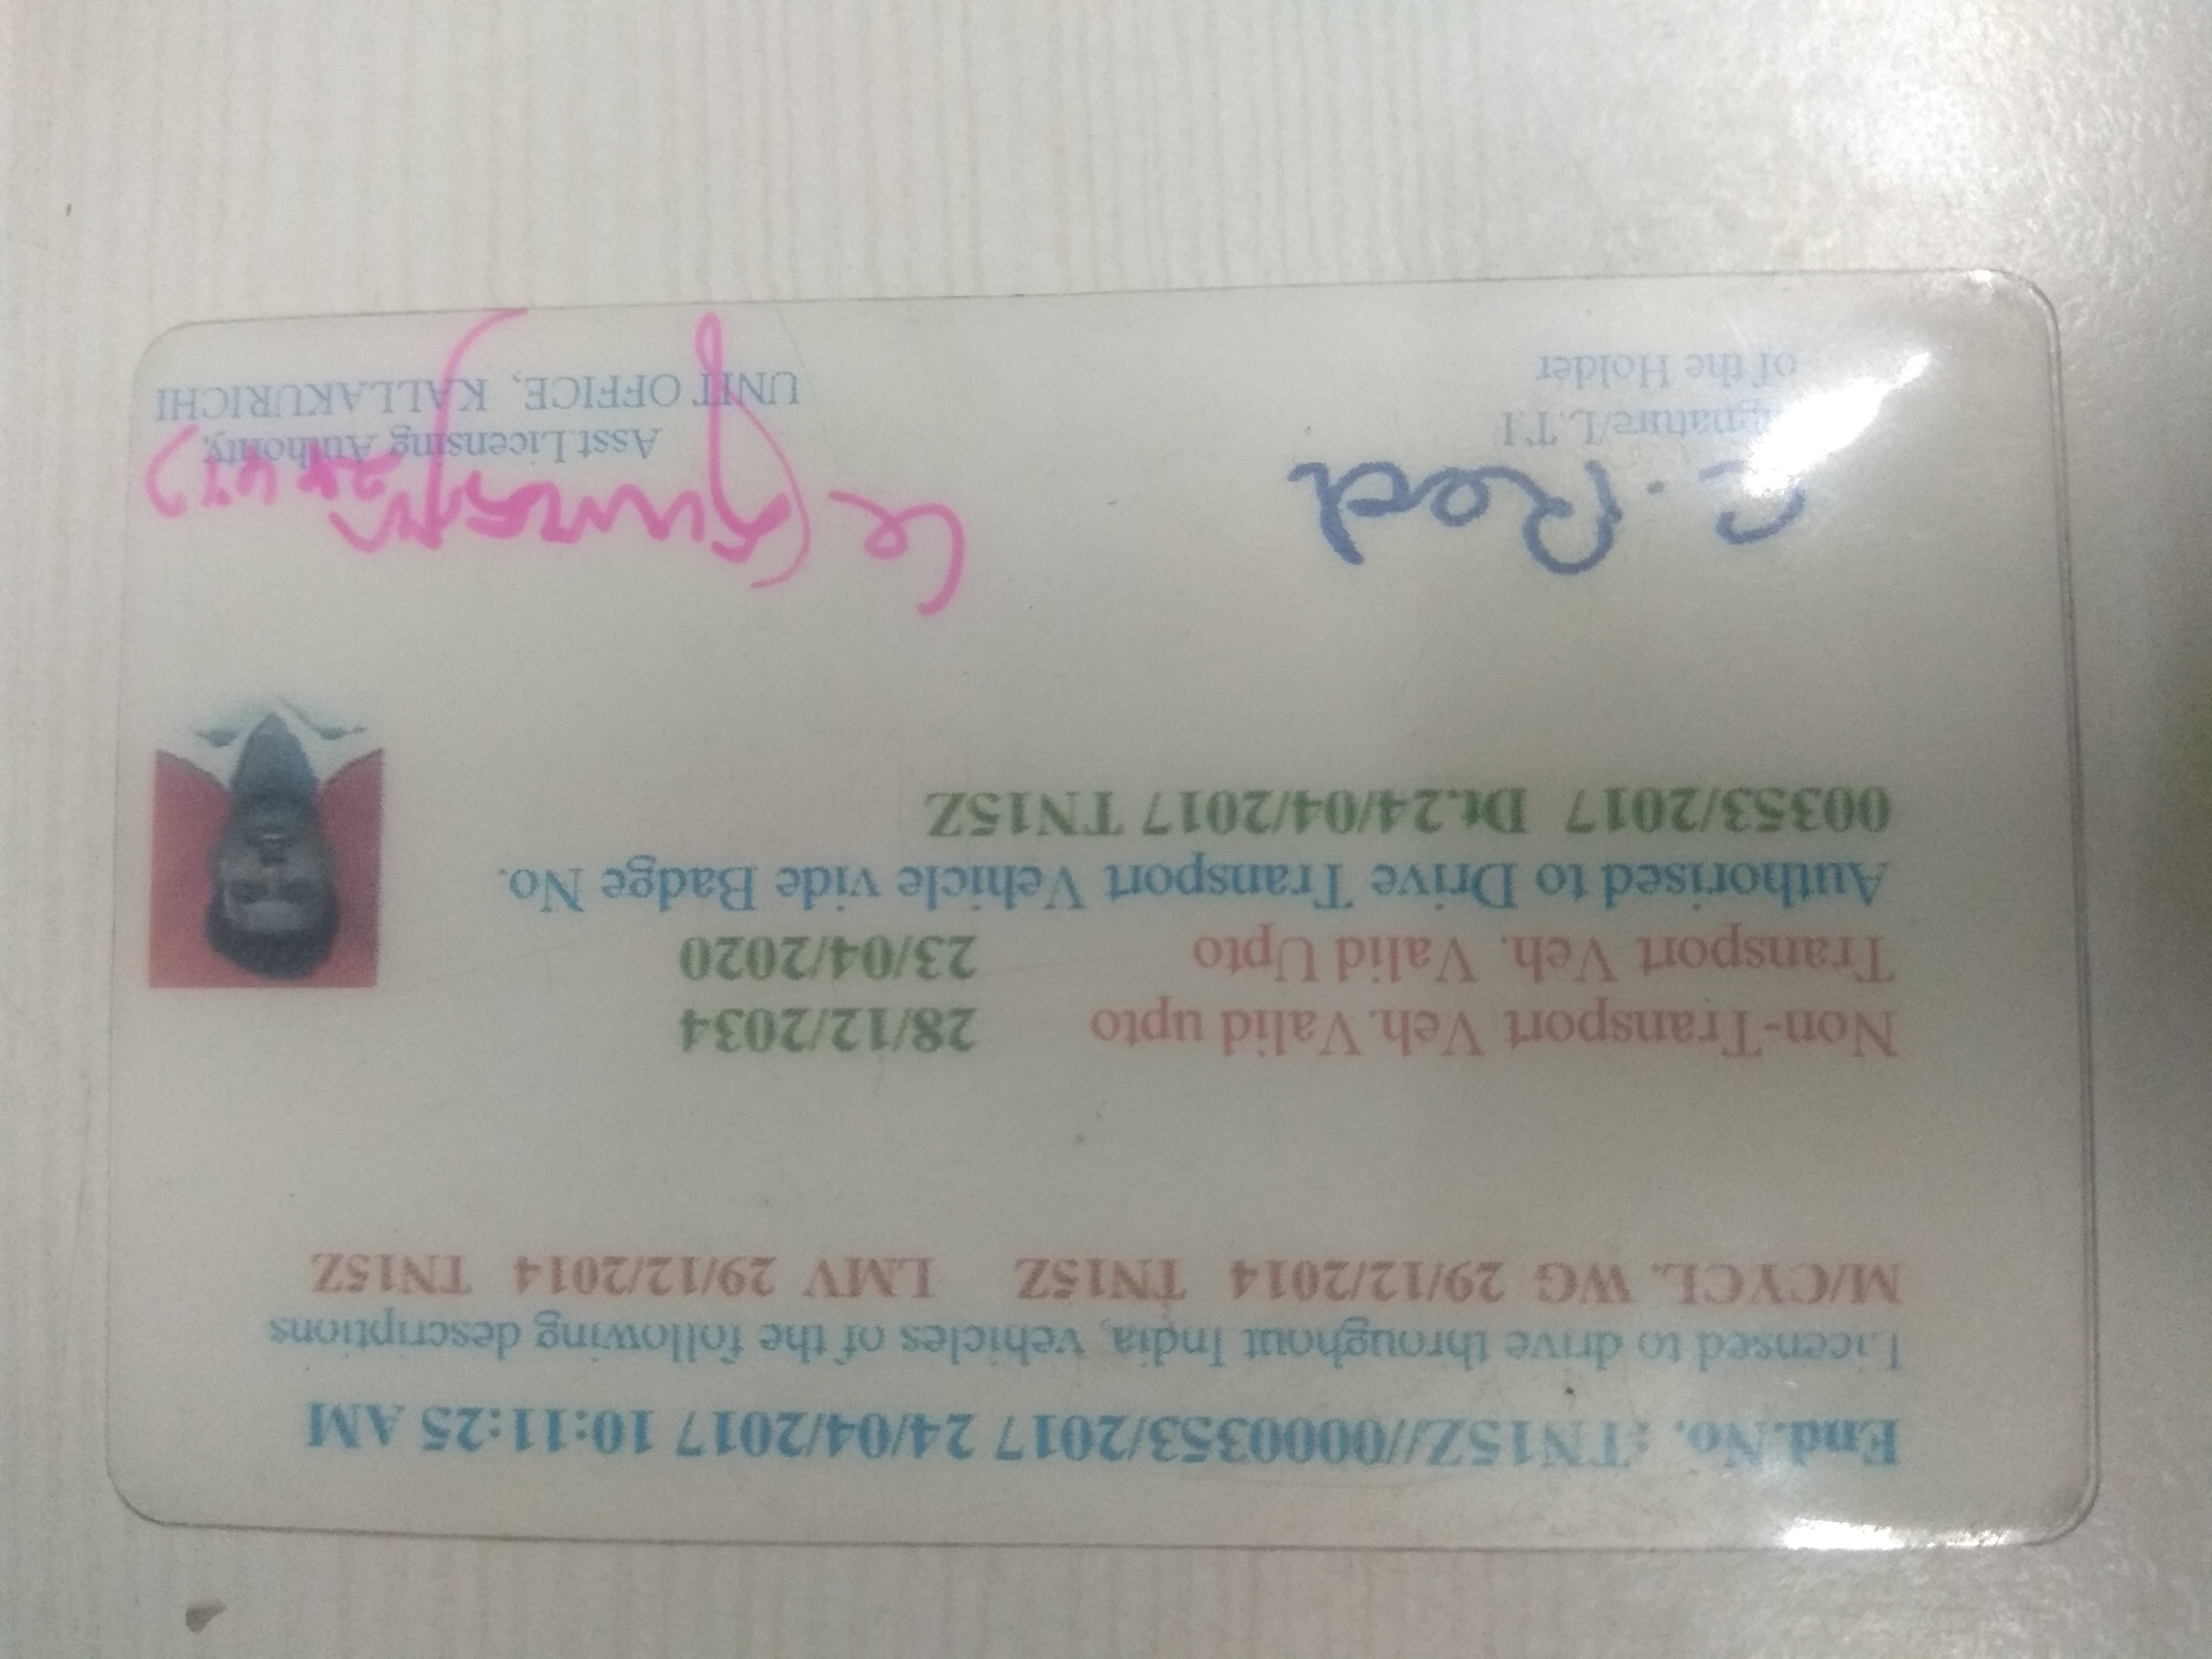 End.No. :TN15Z//0000353/2017 24/04/2017 10:11:25 AM
Licensed to drive throughout India, vehicles of the following descriptions
M/CYCL. WG 29/12/2014 TN15Z LMV 29/12/2014 TN15Z
Non-Transport Veh.Valid upto 28/12/2034
Transport Veh. Valid Upto 23/04/2020
Authorised to Drive Transport Vehicle vide Badge No.
00353/2017 Dt.24/04/2017 TN15Z
Signature/L.T.I
of the Holder
Asst.Licensing Authority,
UNIT OFFICE, KALLAKURICHI